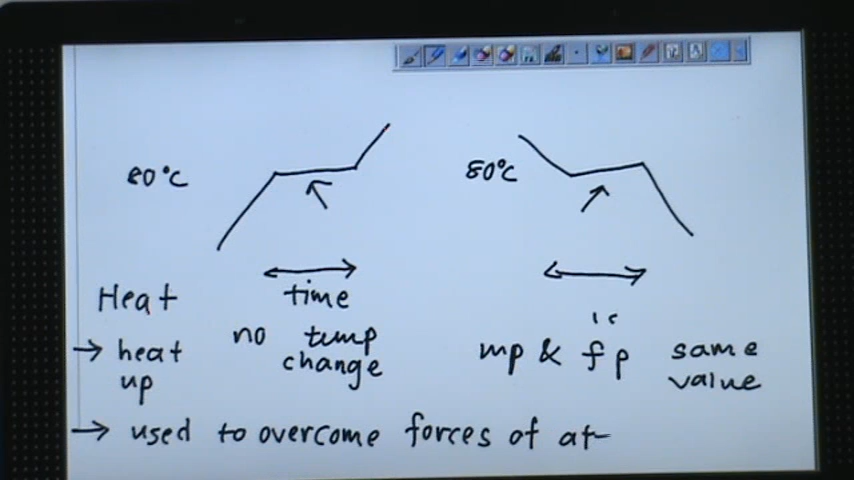 80°C
80°C
Heat
time
no temp change
→ heat up
mp & fp
is
same value
→ used to overcome forces of at